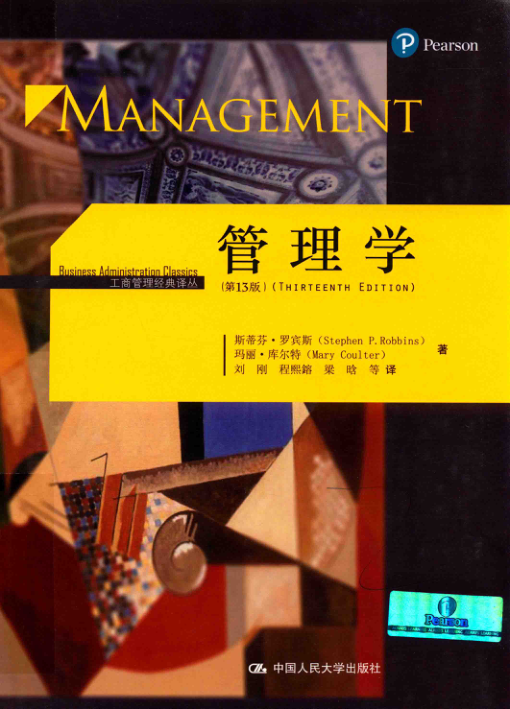 Pearson
MANAGEMENT
管理学
Business Administration Classics
工商管理经典译丛
(第13版) (THIRTEENTH EDITION)
斯蒂芬·罗宾斯 (Stephen P. Robbins)
玛丽·库尔特 (Mary Coulter)
著
刘 刚 程熙鎔 梁 晗 等 译
Pearson
中国人民大学出版社